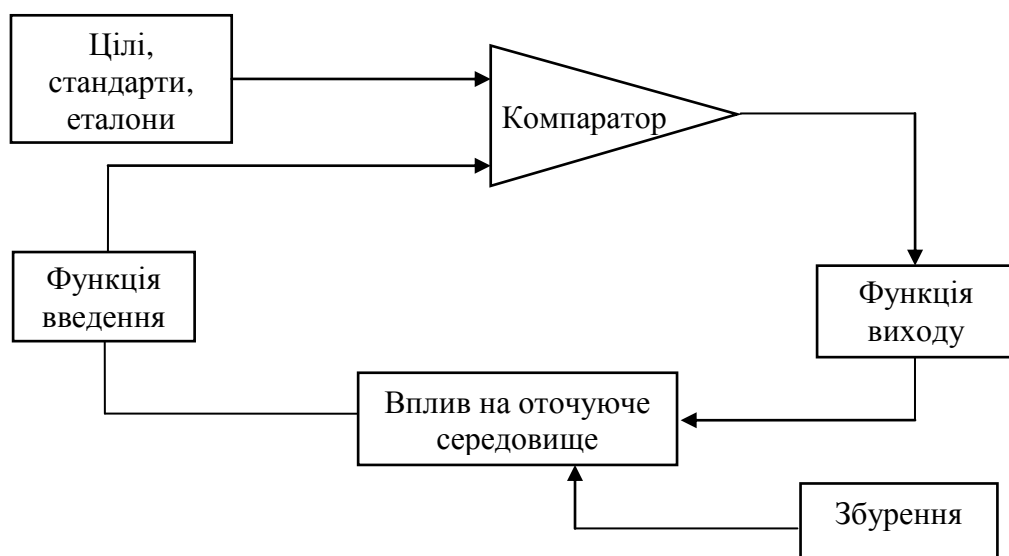 Цілі,
стандарти,
еталони
Компаратор
Функція
введення
Функція
виходу
Вплив на оточуюче
середовище
Збурення